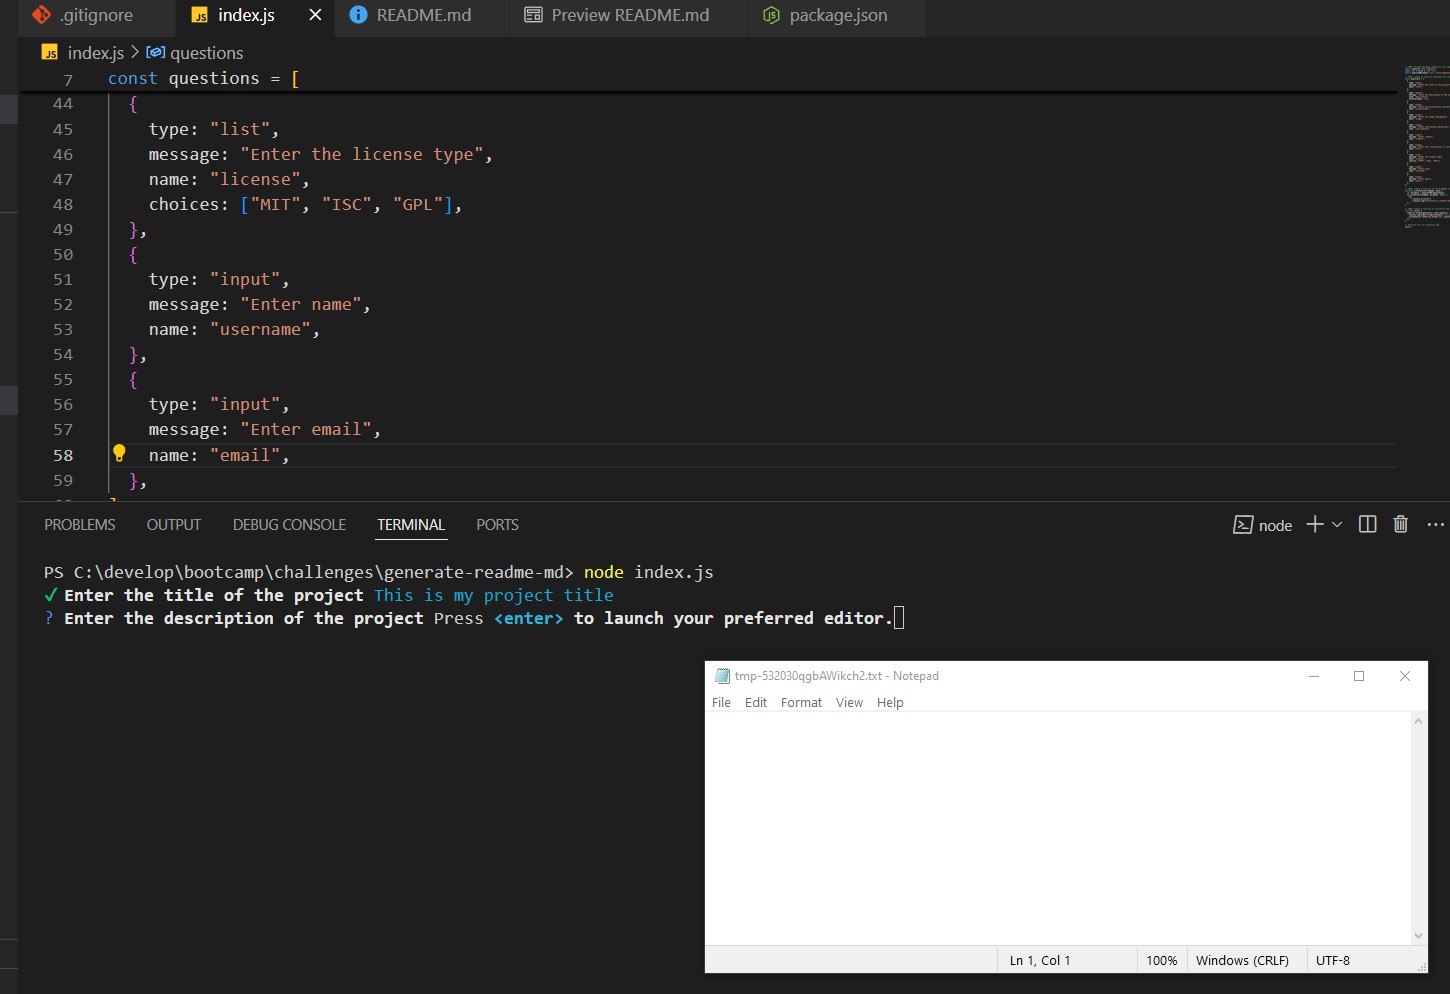 .gitignore
index.js
README.md
Preview README.md
package.json
index.js > questions
7 const questions = [
44 {
45 type: "list",
46 message: "Enter the license type",
47 name: "license",
48 choices: ["MIT", "ISC", "GPL"],
49 },
50 {
51 type: "input",
52 message: "Enter name",
53 name: "username",
54 },
55 {
56 type: "input",
57 message: "Enter email",
58 name: "email",
59 },
PROBLEMS OUTPUT DEBUG CONSOLE TERMINAL PORTS
node
PS C:\develop\bootcamp\challenges\generate-readme-md> node index.js
✓ Enter the title of the project This is my project title
? Enter the description of the project Press <enter> to launch your preferred editor.
tmp-532030qgbAWikch2.txt - Notepad
File Edit Format View Help
Ln 1, Col 1 100% Windows (CRLF) UTF-8